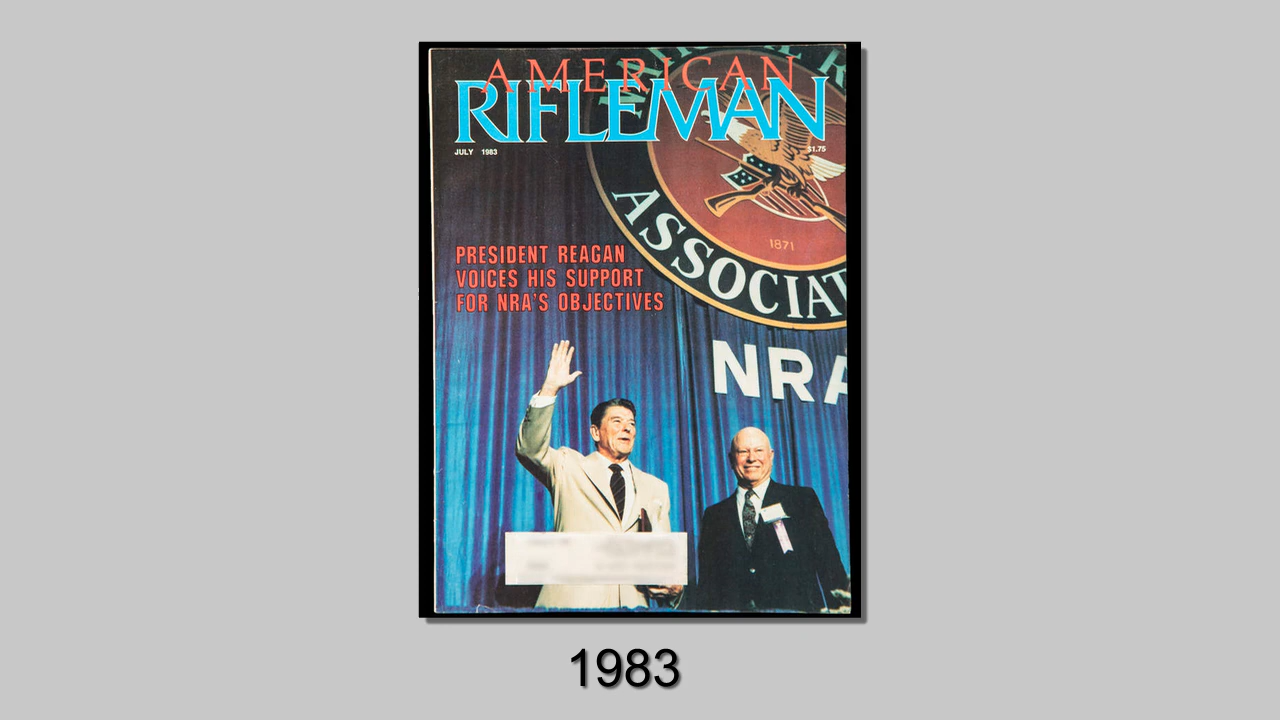 AMERICAN
RIFLEMAN
JULY 1983
$1.75
1871
ASSOCIAT
PRESIDENT REAGAN
VOICES HIS SUPPORT
FOR NRA'S OBJECTIVES
NRA
1983